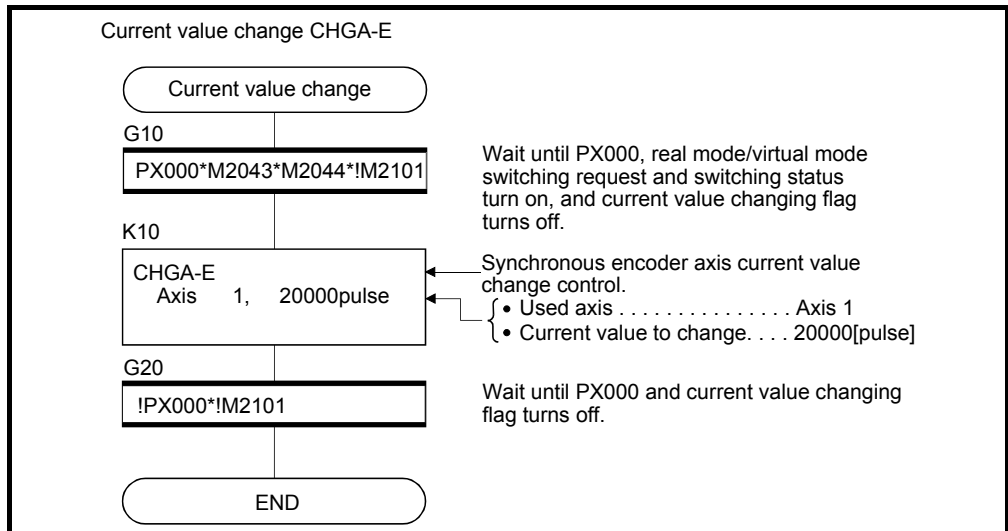 Current value change CHGA-E
Current value change
G10
PX000*M2043*M2044*!M2101
Wait until PX000, real mode/virtual mode
switching request and switching status
turn on, and current value changing flag
turns off.
K10
CHGA-E
Axis 1, 20000pulse
Synchronous encoder axis current value
change control.
• Used axis . . . . . . . . . . . . . . . Axis 1
• Current value to change. . . . 20000[pulse]
G20
!PX000*!M2101
Wait until PX000 and current value changing
flag turns off.
END